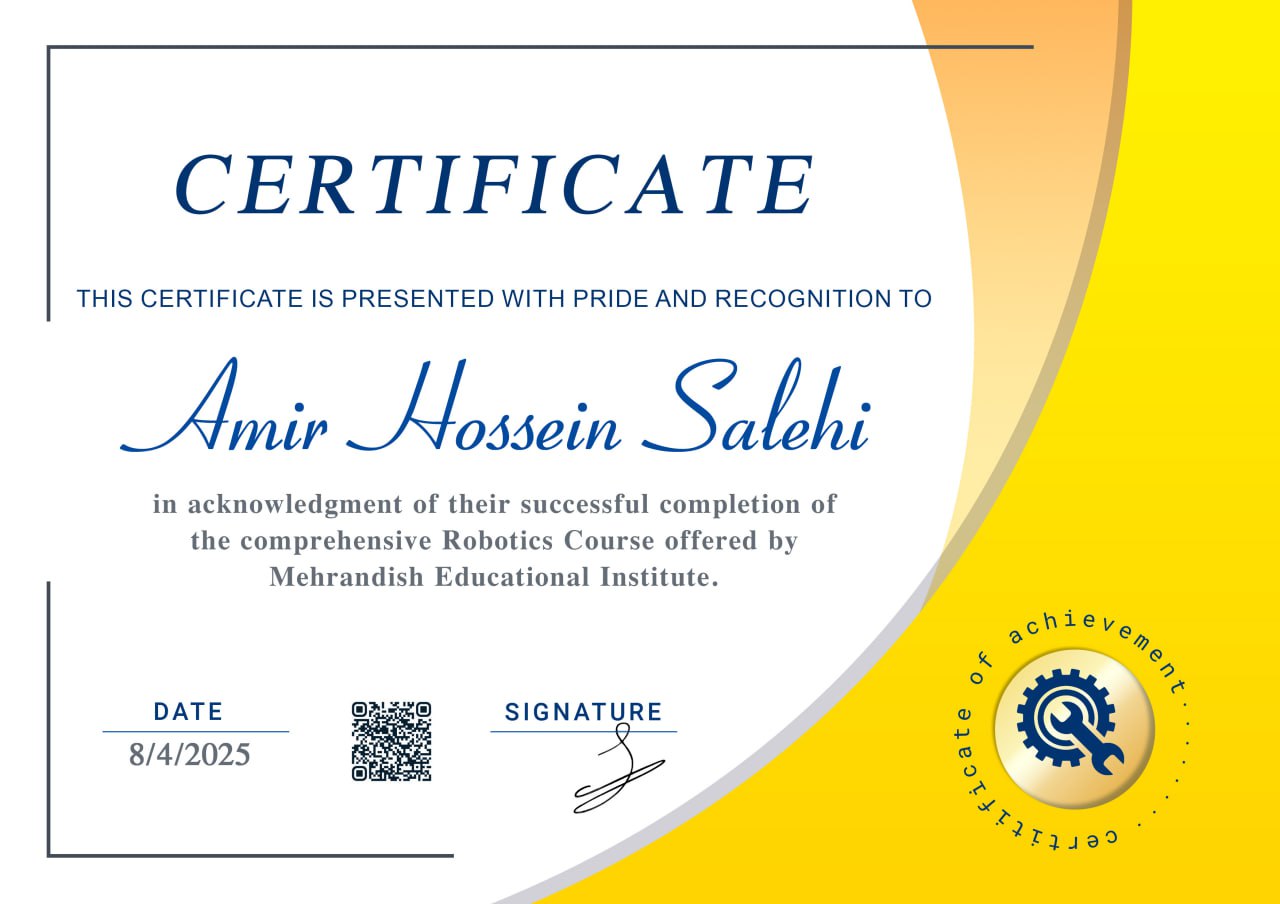 CERTIFICATE
THIS CERTIFICATE IS PRESENTED WITH PRIDE AND RECOGNITION TO
Amir Hossein Salehi
in acknowledgment of their successful completion of
the comprehensive Robotics Course offered by
Mehrandish Educational Institute.
DATE
8/4/2025
SIGNATURE
certificate of achievement........